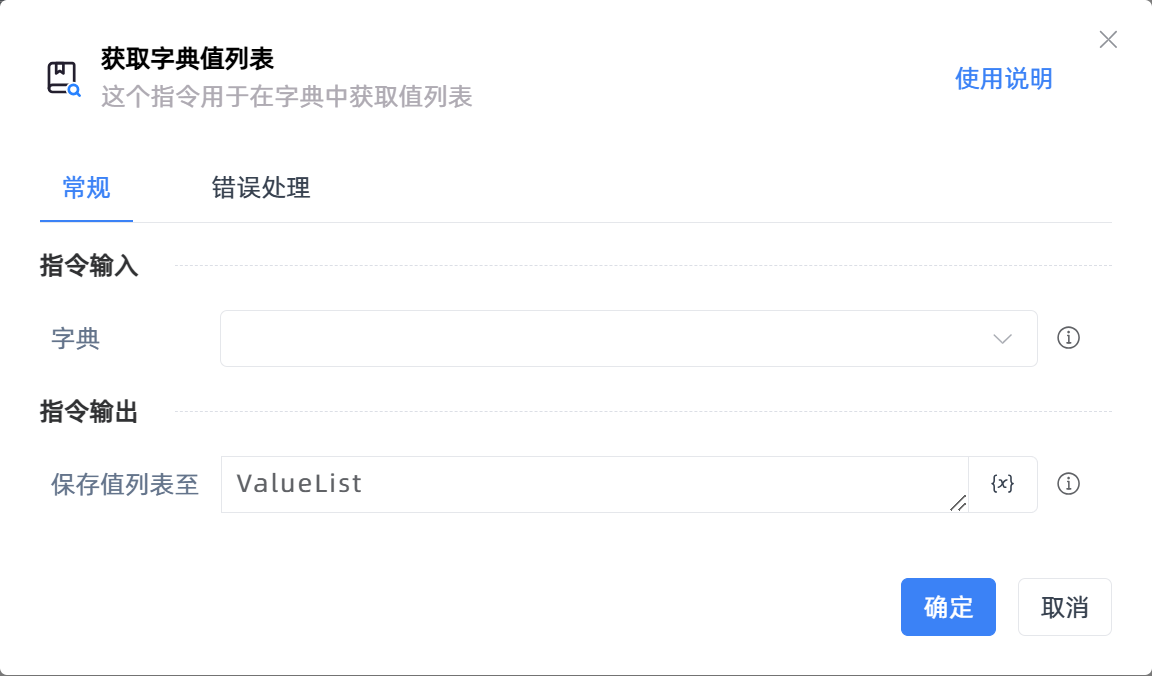 获取字典值列表
这个指令用于在字典中获取值列表
使用说明
常规
错误处理
指令输入
字典
指令输出
保存值列表至
ValueList
{x}
确定
取消